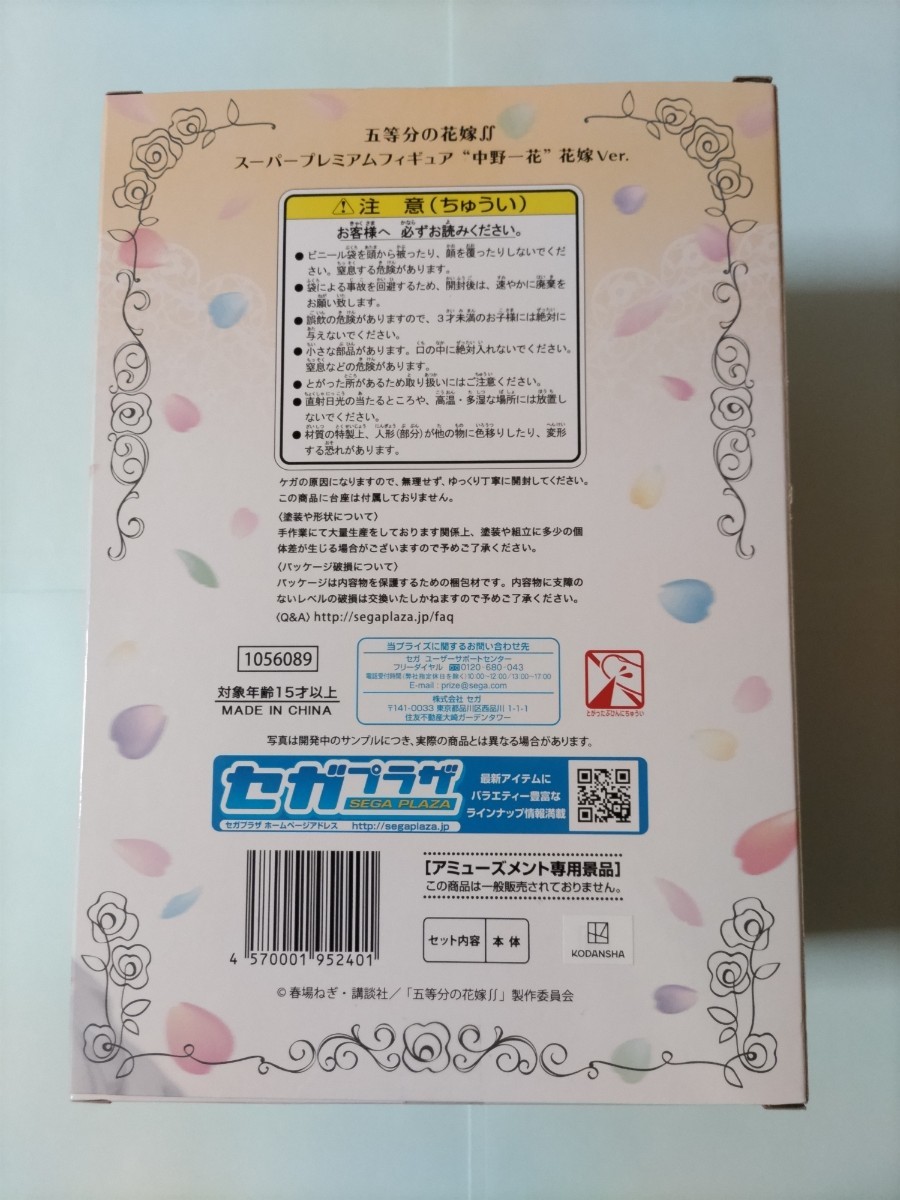 五等分の花嫁∬
スーパープレミアムフィギュア“中野一花”花嫁Ver.
⚠注 意(ちゅうい)
お客様へ 必ずお読みください。
●ビニール袋を頭から被ったり、顔を覆ったりしないでくだ
さい。窒息する危険があります。
●袋による事故を回避するため、開封後は、速やかに廃棄を
お願い致します。
●誤飲の危険がありますので、3才未満のお子様には絶対に
与えないでください。
●小さな部品があります。口の中に絶対入れないでください。
窒息などの危険があります。
●とがった所があるため取り扱いにはご注意ください。
●直射日光の当たるところや、高温・多湿な場所には放置し
ないでください。
●材質の特製上、人形(部分)が他の物に色移りしたり、変形
する恐れがあります。
ケガの原因になりますので、無理せず、ゆっくり丁寧に開封してください。
この商品に台座は付属しておりません。
〈塗装や形状について〉
手作業にて大量生産をしております関係上、塗装や組立に多少の個
体差が生じる場合がございますので予めご了承ください。
〈パッケージ破損について〉
パッケージは内容物を保護するための梱包材です。内容物に支障の
ないレベルの破損は交換いたしかねますので予めご了承ください。
〈Q&A〉http://segaplaza.jp/faq
1056089
対象年齢15才以上
MADE IN CHINA
当プライズに関するお問い合わせ先
セガ ユーザーサポートセンター
フリーダイヤル 0120-680-043
電話受付時間(弊社指定休日を除く)10:00~12:00/13:00~17:00
E-mail : prize@sega.com
株式会社 セガ
〒141-0033 東京都品川区西品川 1-1-1
住友不動産大崎ガーデンタワー
とがったぶひんにちゅうい
写真は開発中のサンプルにつき、実際の商品とは異なる場合があります。
セガプラザ
SEGA PLAZA
セガプラザ ホームページアドレス http://segaplaza.jp
最新アイテムに
バラエティー豊富な
ラインナップ情報満載
4 570001 952401
[アミューズメント専用景品]
この商品は一般販売されておりません。
セット内容 本体
KODANSHA
©春場ねぎ・講談社/「五等分の花嫁∬」製作委員会